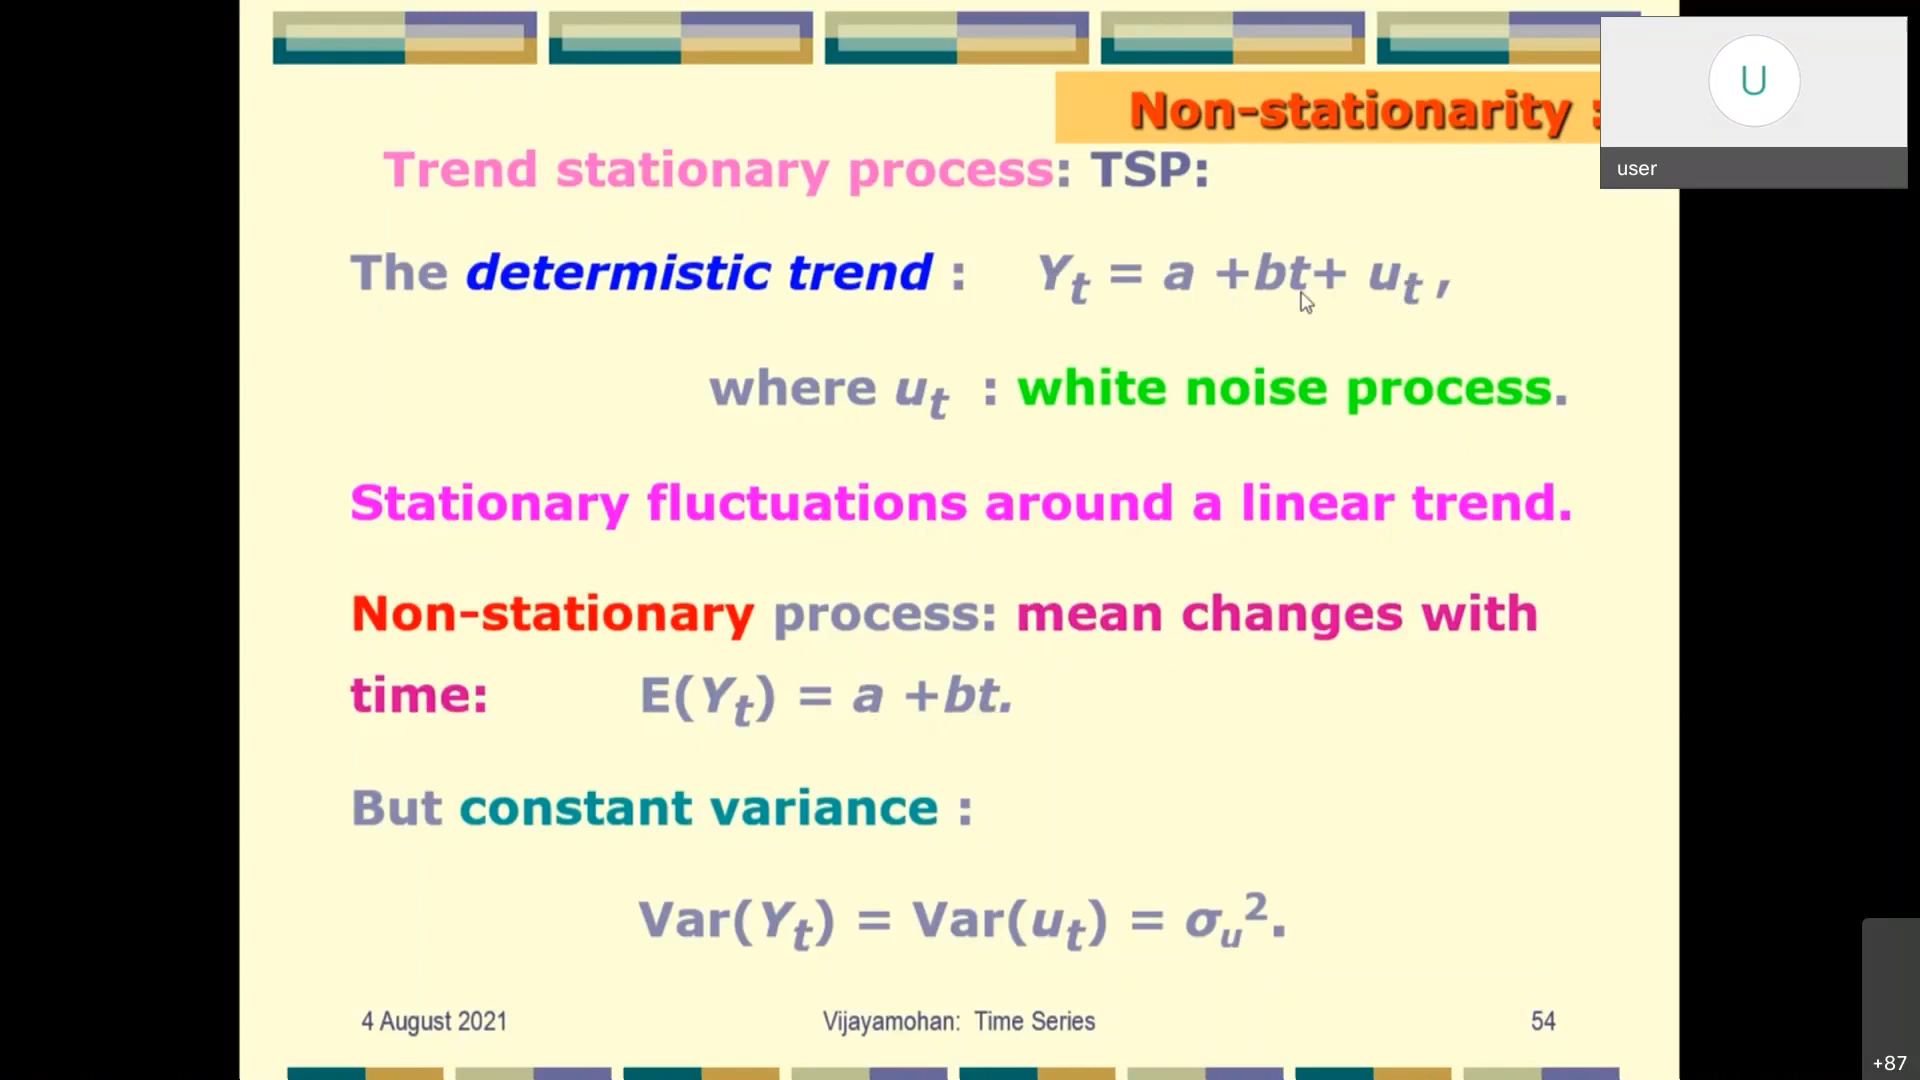 Non-stationarity :
U
user
Trend stationary process: TSP:
The determistic trend : Yt = a +bt+ ut ,
where ut : white noise process.
Stationary fluctuations around a linear trend.
Non-stationary process: mean changes with
time: E(Yt) = a +bt.
But constant variance :
Var(Yt) = Var(ut) = σu².
4 August 2021 Vijayamohan: Time Series 54
+87